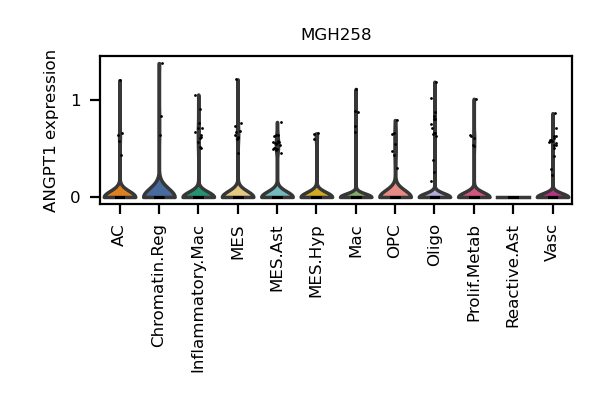 MGH258
ANGPT1 expression
1
0
AC
Chromatin.Reg
Inflammatory.Mac
MES
MES.Ast
MES.Hyp
Mac
OPC
Oligo
Prolif.Metab
Reactive.Ast
Vasc